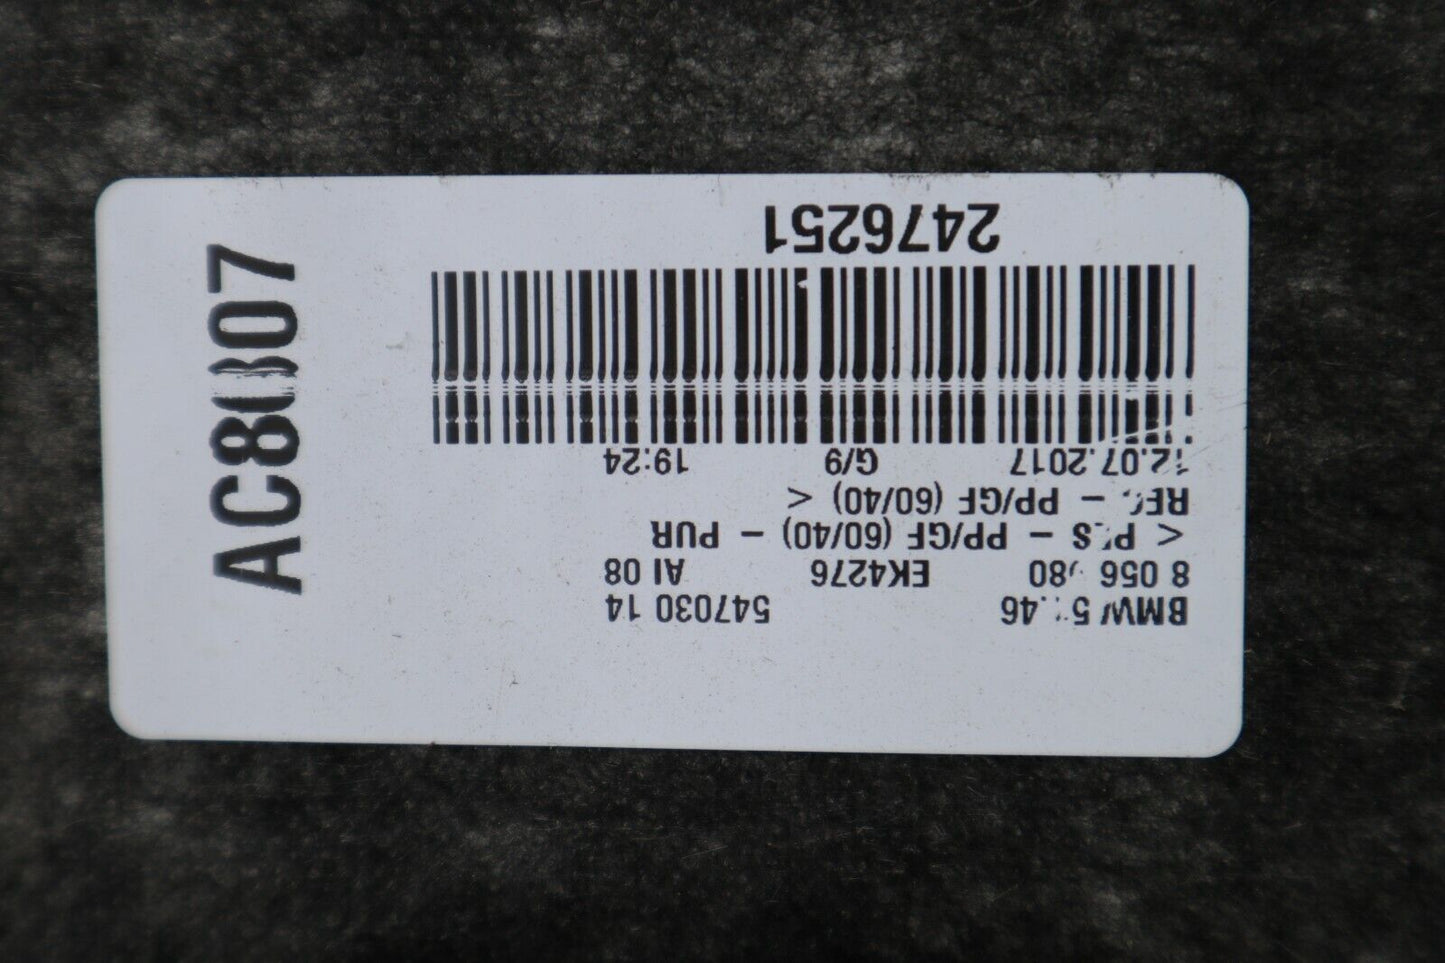 BMW 547030 14
8 056 EK4276 AI 08
> - PP/GF (60/40) - PUR
- PP/GF (60/40) <
12.07.2017 G/9 19:24
2476251